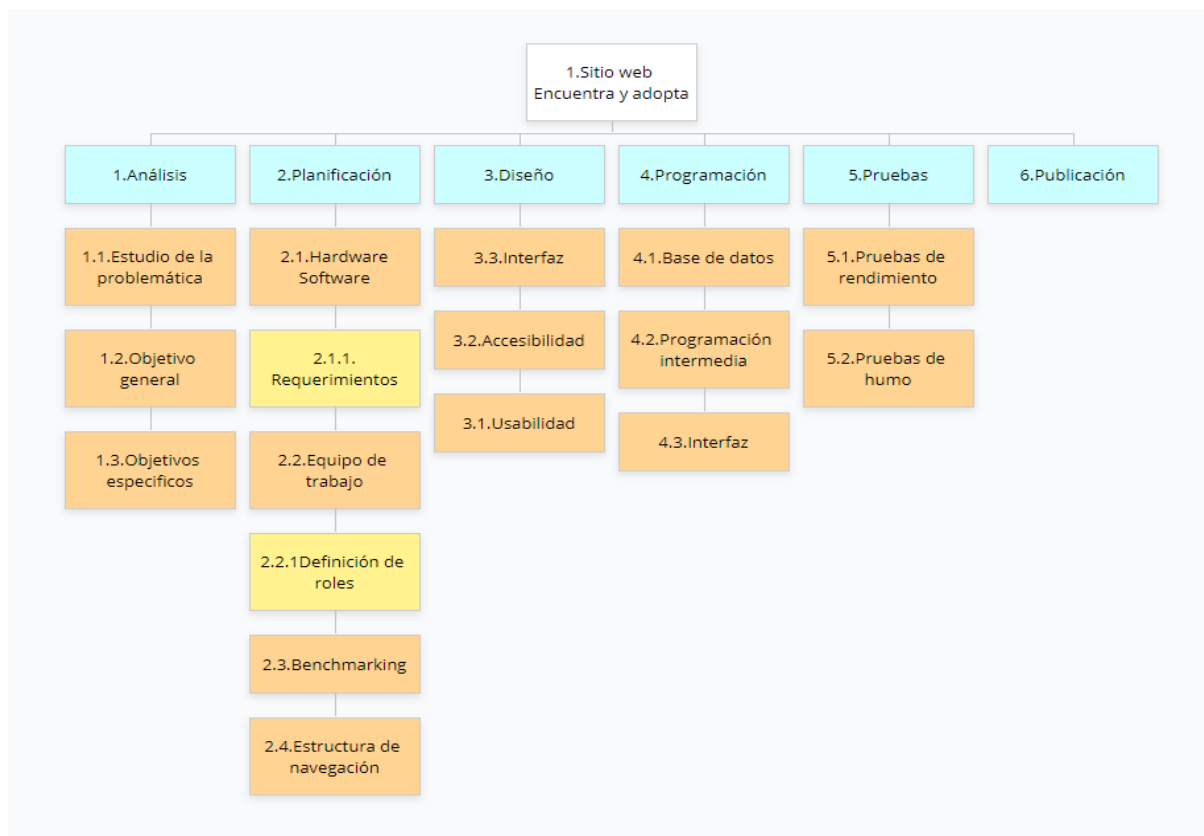 1.Sitio web
Encuentra y adopta
1.Análisis
2.Planificación
3.Diseño
4.Programación
5.Pruebas
6.Publicación
1.1.Estudio de la
problemática
1.2.Objetivo
general
1.3.Objetivos
especificos
2.1.Hardware
Software
2.1.1.
Requerimientos
2.2.Equipo de
trabajo
2.2.1Definición de
roles
2.3.Benchmarking
2.4.Estructura de
navegación
3.3.Interfaz
3.2.Accesibilidad
3.1.Usabilidad
4.1.Base de datos
4.2.Programación
intermedia
4.3.Interfaz
5.1.Pruebas de
rendimiento
5.2.Pruebas de
humo